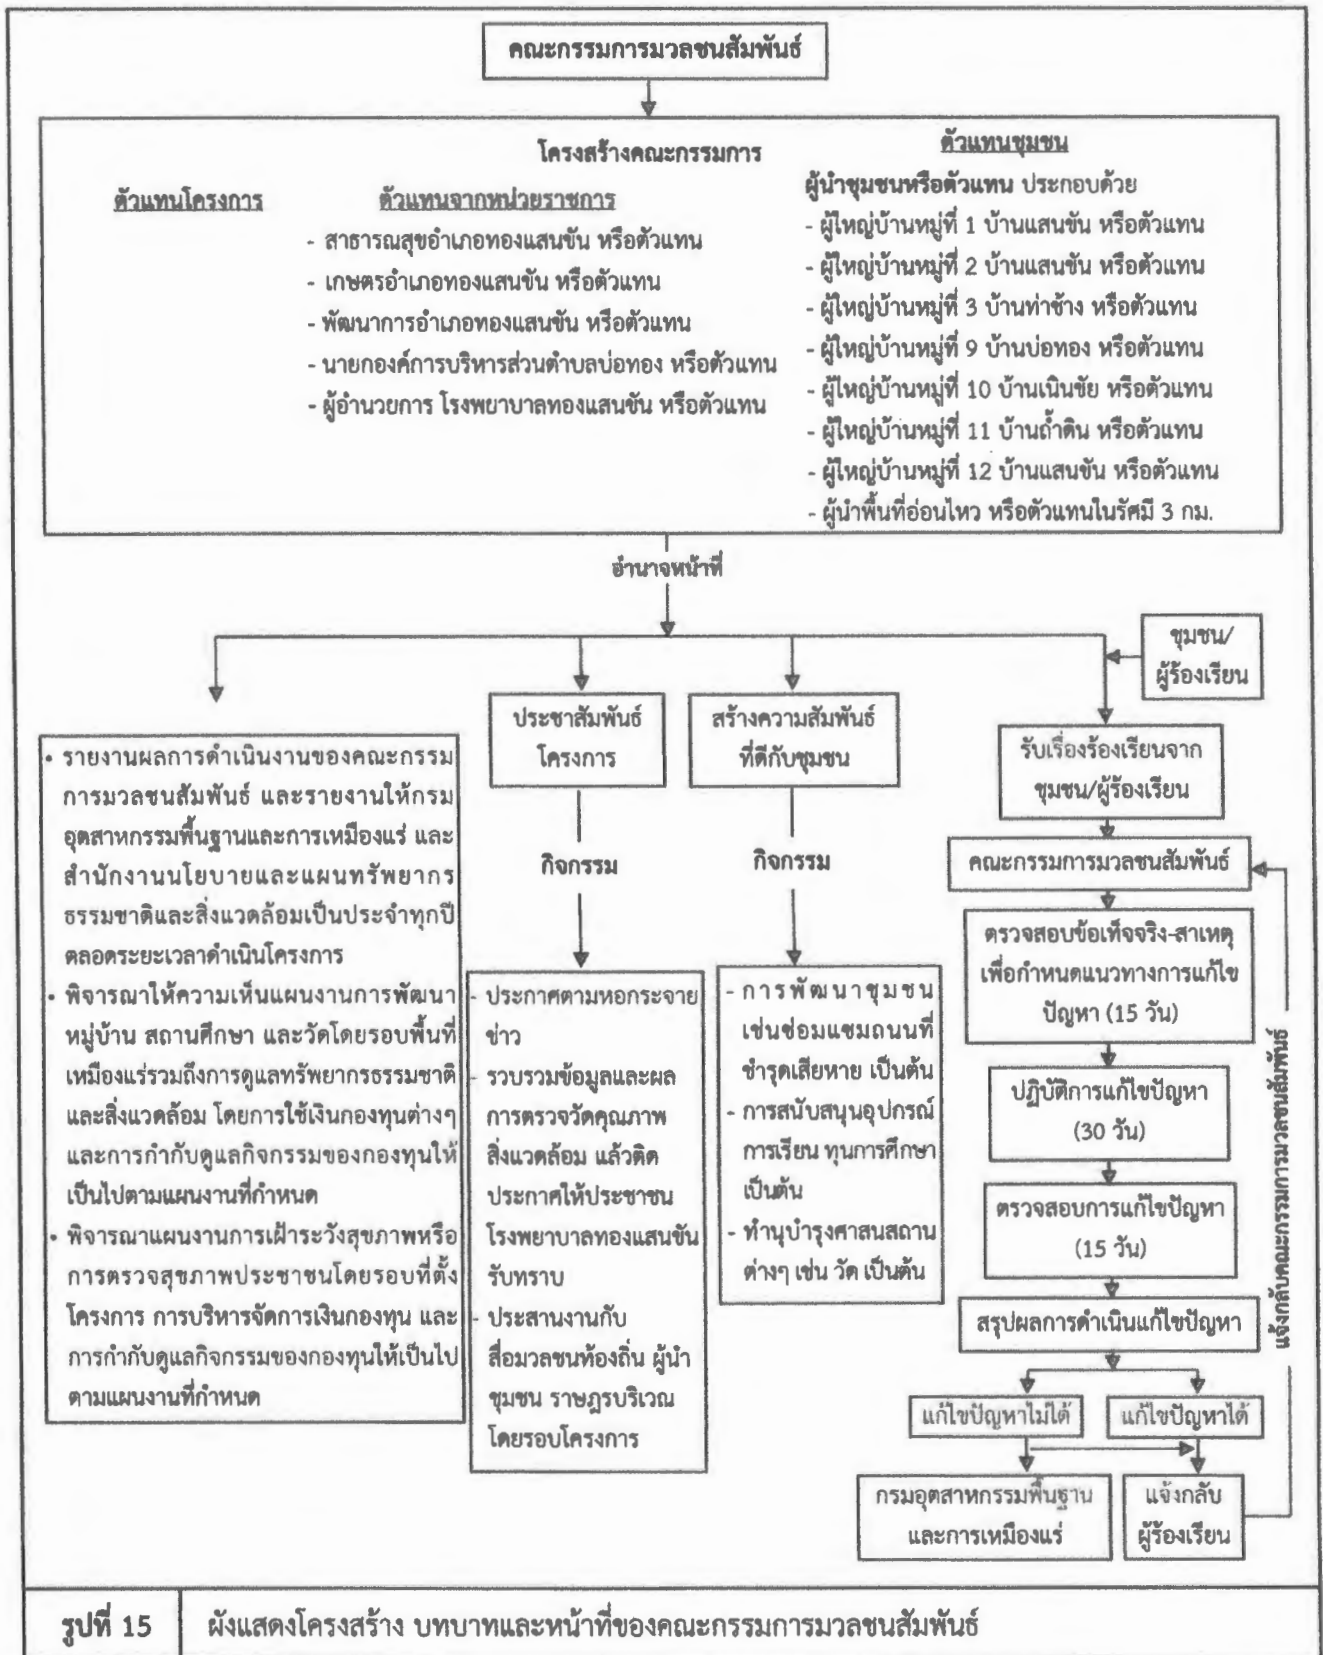 คณะกรรมการมวลชนสัมพันธ์
โครงสร้างคณะกรรมการ
ตัวแทนโครงการ
ตัวแทนจากหน่วยราชการ
- สาธารณสุขอำเภอทองแสนขัน หรือตัวแทน
- เกษตรอำเภอทองแสนขัน หรือตัวแทน
- พัฒนาการอำเภอทองแสนขัน หรือตัวแทน
- นายกองค์การบริหารส่วนตำบลบ่อทอง หรือตัวแทน
- ผู้อำนวยการ โรงพยาบาลทองแสนขัน หรือตัวแทน
ตัวแทนชุมชน
ผู้นำชุมชนหรือตัวแทน ประกอบด้วย
- ผู้ใหญ่บ้านหมู่ที่ 1 บ้านแสนขัน หรือตัวแทน
- ผู้ใหญ่บ้านหมู่ที่ 2 บ้านแสนขัน หรือตัวแทน
- ผู้ใหญ่บ้านหมู่ที่ 3 บ้านท่าช้าง หรือตัวแทน
- ผู้ใหญ่บ้านหมู่ที่ 9 บ้านบ่อทอง หรือตัวแทน
- ผู้ใหญ่บ้านหมู่ที่ 10 บ้านเนินชัย หรือตัวแทน
- ผู้ใหญ่บ้านหมู่ที่ 11 บ้านถ้ำดิน หรือตัวแทน
- ผู้ใหญ่บ้านหมู่ที่ 12 บ้านแสนขัน หรือตัวแทน
- ผู้นำพื้นที่อ่อนไหว หรือตัวแทนในรัศมี 3 กม.
อำนาจหน้าที่
• รายงานผลการดำเนินงานของคณะกรรม
การมวลชนสัมพันธ์ และรายงานให้กรม
อุตสาหกรรมพื้นฐานและการเหมืองแร่ และ
สำนักงานนโยบายและแผนทรัพยากร
ธรรมชาติและสิ่งแวดล้อมเป็นประจำทุกปี
ตลอดระยะเวลาดำเนินโครงการ
• พิจารณาให้ความเห็นแผนงานการพัฒนา
หมู่บ้าน สถานศึกษา และวัดโดยรอบพื้นที่
เหมืองแร่รวมถึงการดูแลทรัพยากรธรรมชาติ
และสิ่งแวดล้อม โดยการใช้เงินกองทุนต่างๆ
และการกำกับดูแลกิจกรรมของกองทุนให้
เป็นไปตามแผนงานที่กำหนด
• พิจารณาแผนงานการเฝ้าระวังสุขภาพหรือ
การตรวจสุขภาพประชาชนโดยรอบที่ตั้ง
โครงการ การบริหารจัดการเงินกองทุน และ
การกำกับดูแลกิจกรรมของกองทุนให้เป็นไป
ตามแผนงานที่กำหนด
ประชาสัมพันธ์
โครงการ
กิจกรรม
- ประกาศตามหอกระจาย
ข่าว
- รวบรวมข้อมูลและผล
การตรวจวัดคุณภาพ
สิ่งแวดล้อม แล้วติด
ประกาศให้ประชาชน
โรงพยาบาลทองแสนขัน
รับทราบ
- ประสานงานกับ
สื่อมวลชนท้องถิ่น ผู้นำ
ชุมชน ราษฎรบริเวณ
โดยรอบโครงการ
สร้างความสัมพันธ์
ที่ดีกับชุมชน
กิจกรรม
- การพัฒนาชุมชน
เช่นซ่อมแซมถนนที่
ชำรุดเสียหาย เป็นต้น
- การสนับสนุนอุปกรณ์
การเรียน ทุนการศึกษา
เป็นต้น
- ทำนุบำรุงศาสนสถาน
ต่างๆ เช่น วัด เป็นต้น
ชุมชน/
ผู้ร้องเรียน
รับเรื่องร้องเรียนจาก
ชุมชน/ผู้ร้องเรียน
คณะกรรมการมวลชนสัมพันธ์
ตรวจสอบข้อเท็จจริง-สาเหตุ
เพื่อกำหนดแนวทางการแก้ไข
ปัญหา (15 วัน)
ปฏิบัติการแก้ไขปัญหา
(30 วัน)
ตรวจสอบการแก้ไขปัญหา
(15 วัน)
สรุปผลการดำเนินแก้ไขปัญหา
แก้ไขปัญหาไม่ได้
แก้ไขปัญหาได้
กรมอุตสาหกรรมพื้นฐาน
และการเหมืองแร่
แจ้งกลับ
ผู้ร้องเรียน
แจ้งกลับคณะกรรมการมวลชนสัมพันธ์
รูปที่ 15
ผังแสดงโครงสร้าง บทบาทและหน้าที่ของคณะกรรมการมวลชนสัมพันธ์